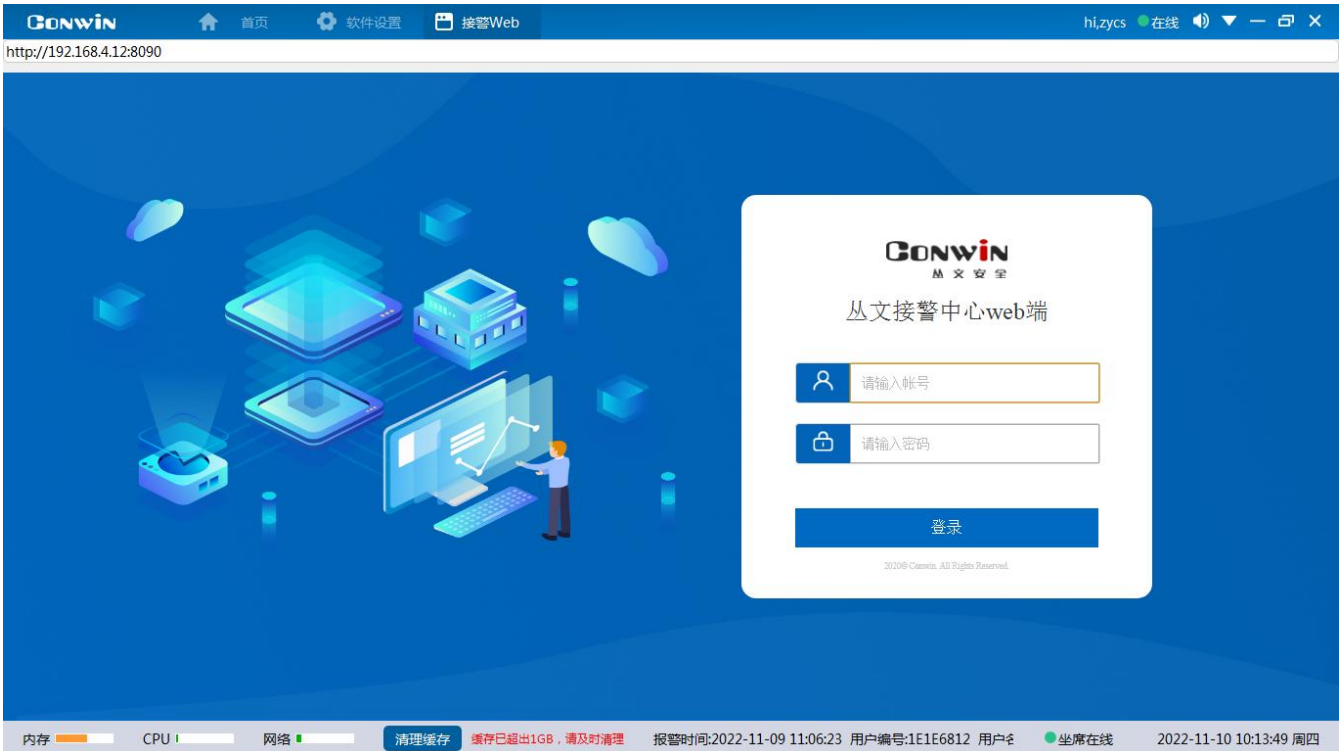 CONWIN 首页 软件设置 接警Web hi,zycs 在线
http://192.168.4.12:8090
CONWIN
丛文安全
丛文接警中心web端
请输入帐号
请输入密码
登录
2020© Conwin. All Rights Reserved.
内存 CPU 网络 清理缓存 缓存已超出1GB，请及时清理 报警时间:2022-11-09 11:06:23 用户编号:1E1E6812 用户名 坐席在线 2022-11-10 10:13:49 周四